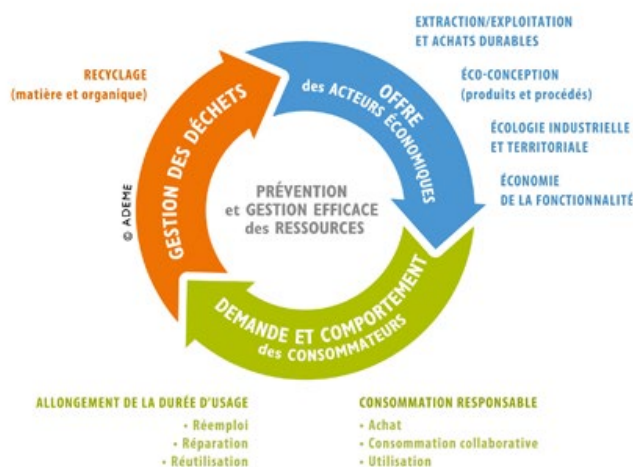 EXTRACTION/EXPLOITATION
ET ACHATS DURABLES
RECYCLAGE
(matière et organique)
ÉCO-CONCEPTION
(produits et procédés)
ÉCOLOGIE INDUSTRIELLE
ET TERRITORIALE
ÉCONOMIE
DE LA FONCTIONNALITÉ
OFFRE
des ACTEURS ÉCONOMIQUES
GESTION DES DÉCHETS
© ADEME
PRÉVENTION
et GESTION EFFICACE
des RESSOURCES
DEMANDE ET COMPORTEMENT
des CONSOMMATEURS
ALLONGEMENT DE LA DURÉE D'USAGE
• Réemploi
• Réparation
• Réutilisation
CONSOMMATION RESPONSABLE
• Achat
• Consommation collaborative
• Utilisation